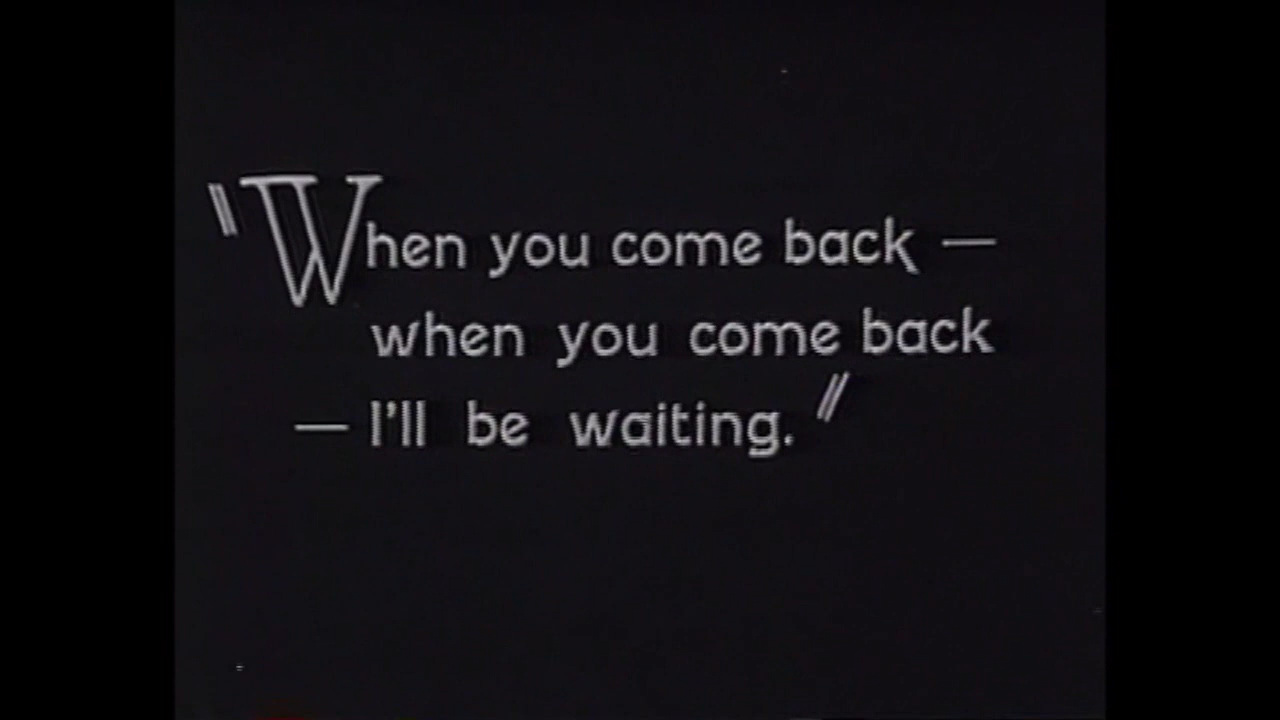 "When you come back —
when you come back
— I'll be waiting."